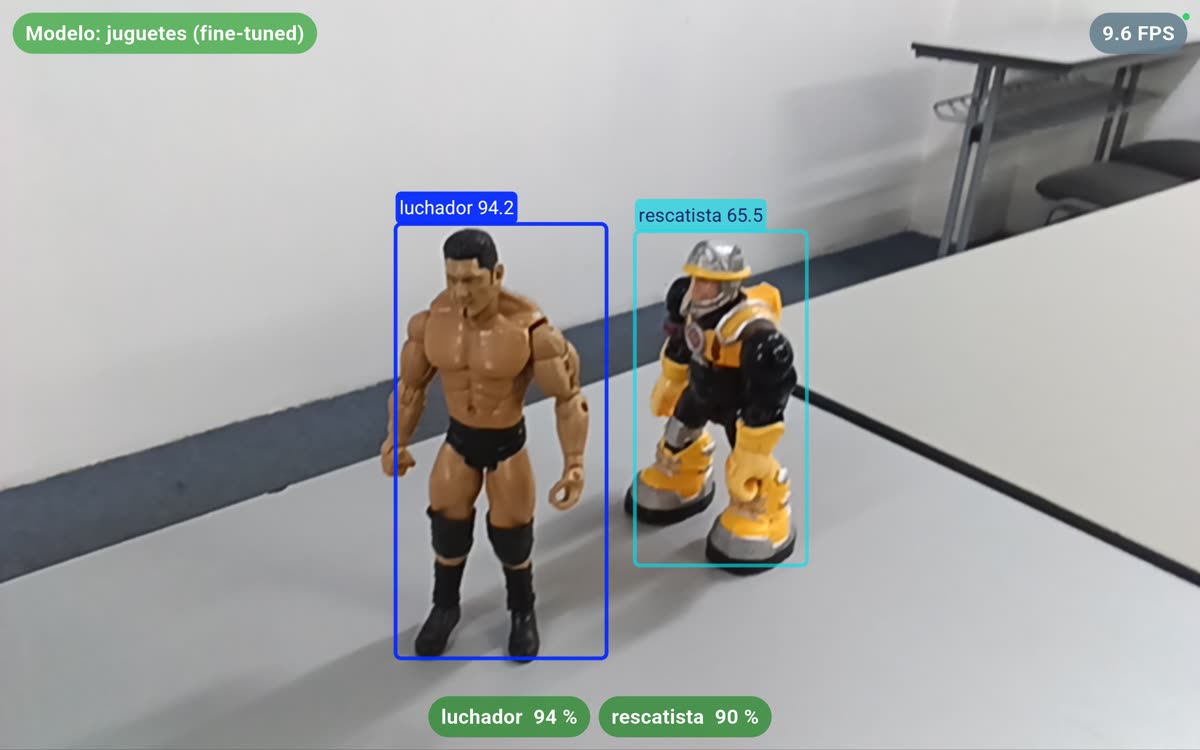 Modelo: juguetes (fine-tuned)
9.6 FPS
luchador 94.2
rescatista 65.5
luchador 94 %
rescatista 90 %